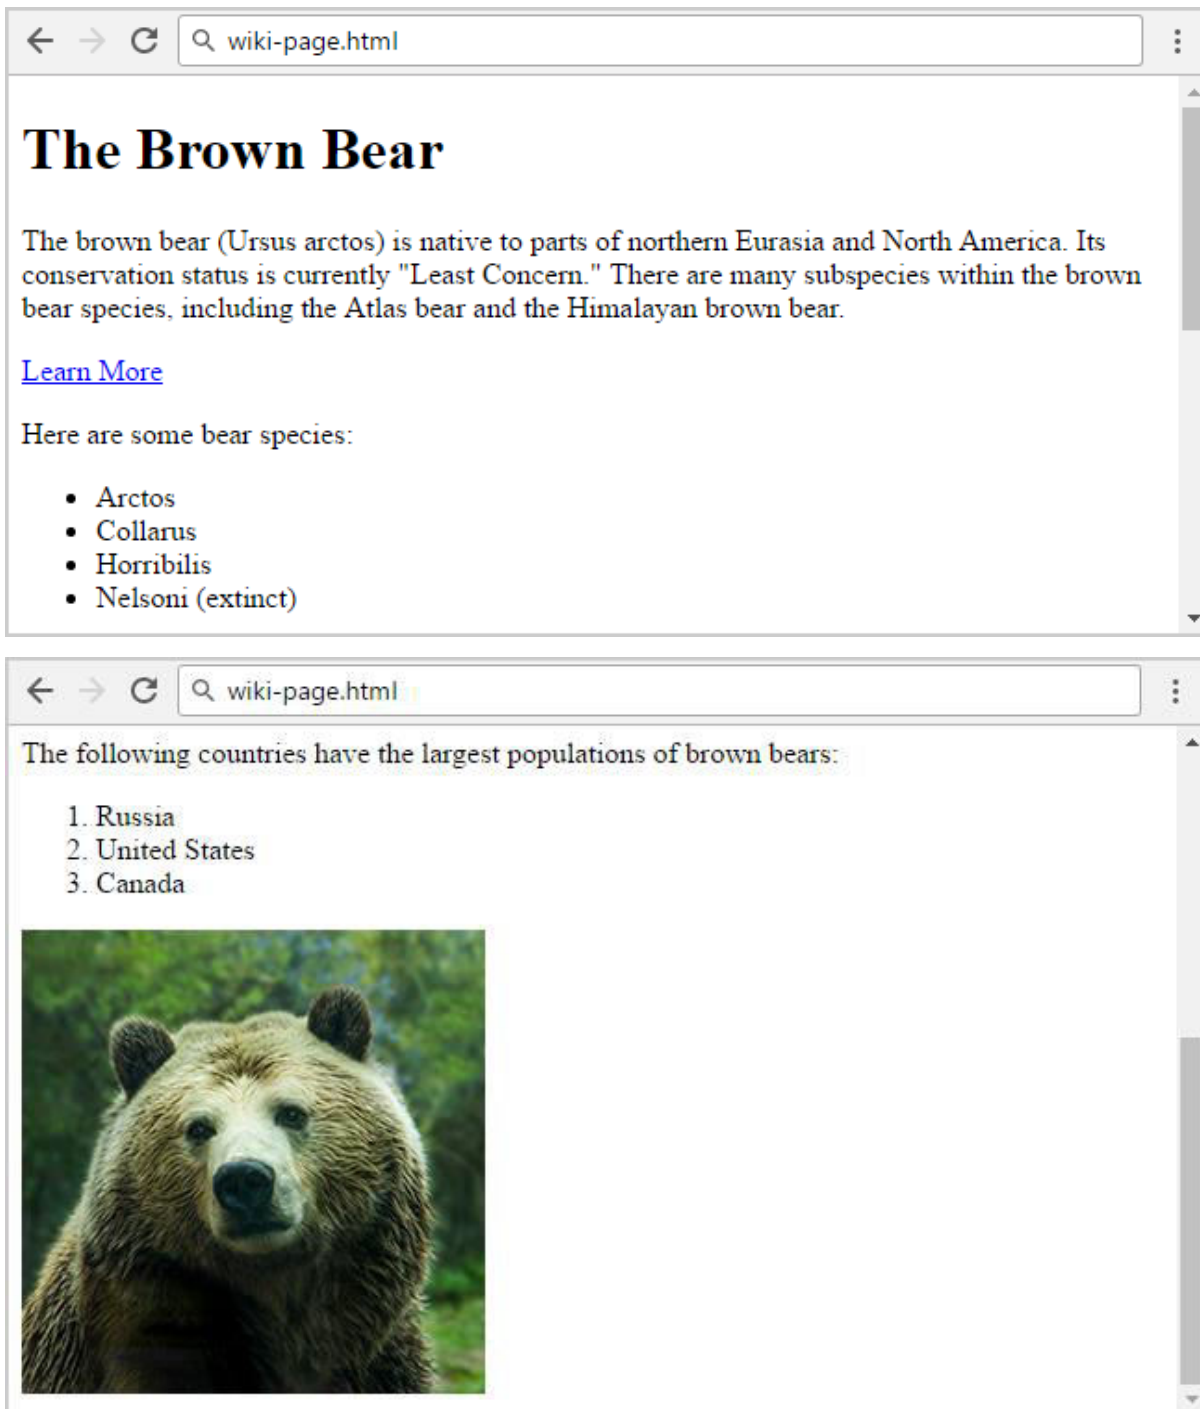 wiki-page.html
The Brown Bear
The brown bear (Ursus arctos) is native to parts of northern Eurasia and North America. Its
conservation status is currently "Least Concern." There are many subspecies within the brown
bear species, including the Atlas bear and the Himalayan brown bear.
Learn More
Here are some bear species:
• Arctos
• Collarus
• Horribilis
• Nelsoni (extinct)
wiki-page.html
The following countries have the largest populations of brown bears:
1. Russia
2. United States
3. Canada